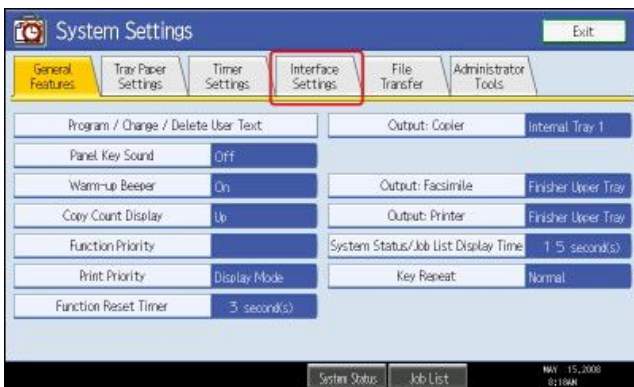 System Settings
Exit
General Features
Tray Paper Settings
Timer Settings
Interface Settings
File Transfer
Administrator Tools
Program / Change / Delete User Text
Output: Copier
Internal Tray 1
Panel Key Sound
Off
Warm-up Beeper
On
Output: Facsimile
Finisher Upper Tray
Copy Count Display
Up
Output: Printer
Finisher Upper Tray
Function Priority
System Status/Job List Display Time
15 second(s)
Print Priority
Display Mode
Key Repeat
Normal
Function Reset Timer
3 second(s)
System Status
Job List
MAY 15,2008
8:18AM